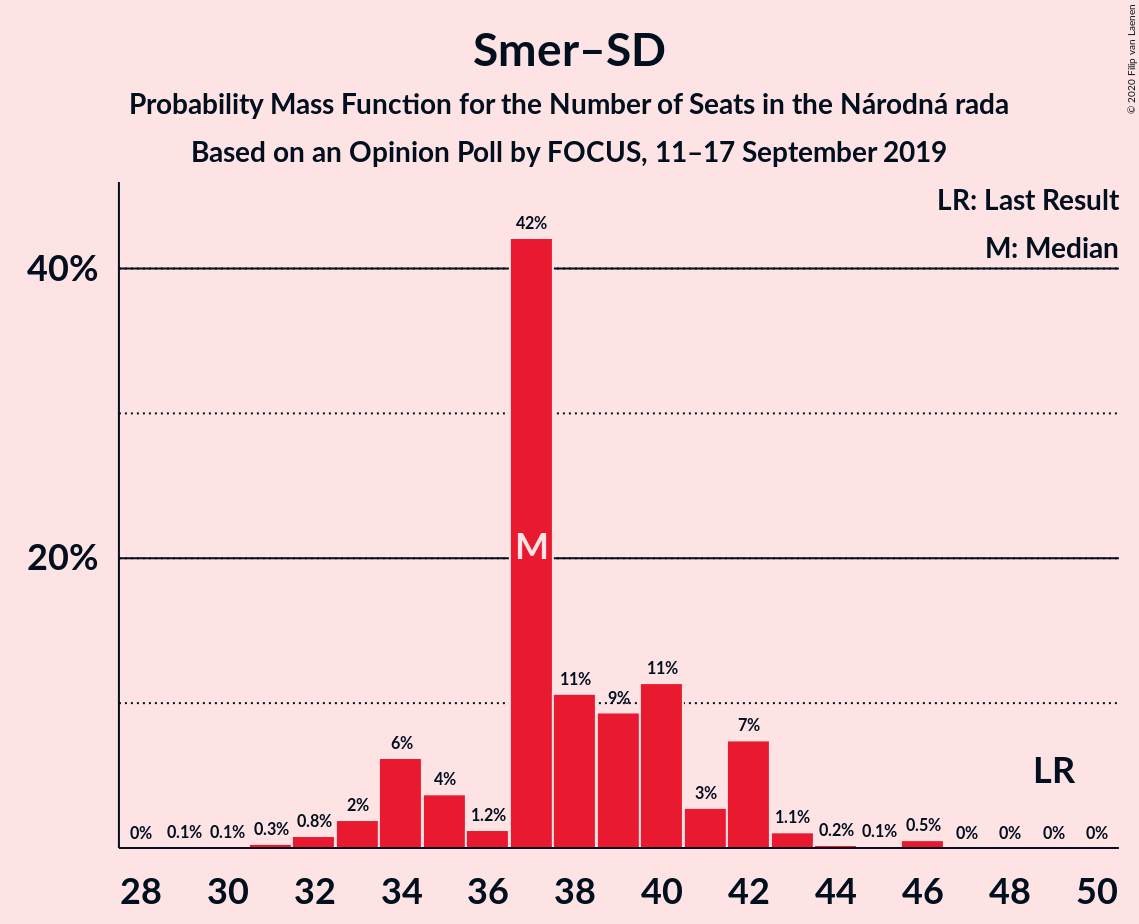 Smer–SD
Probability Mass Function for the Number of Seats in the Národná rada
Based on an Opinion Poll by FOCUS, 11–17 September 2019
© 2020 Filip van Laenen
LR: Last Result
M: Median
40%
20%
0%
0.1%
0.1%
0.3%
0.8%
2%
6%
4%
1.2%
42%
M
11%
9%
11%
3%
7%
1.1%
0.2%
0.1%
0.5%
0%
0%
LR
0%
0%
28 30 32 34 36 38 40 42 44 46 48 50